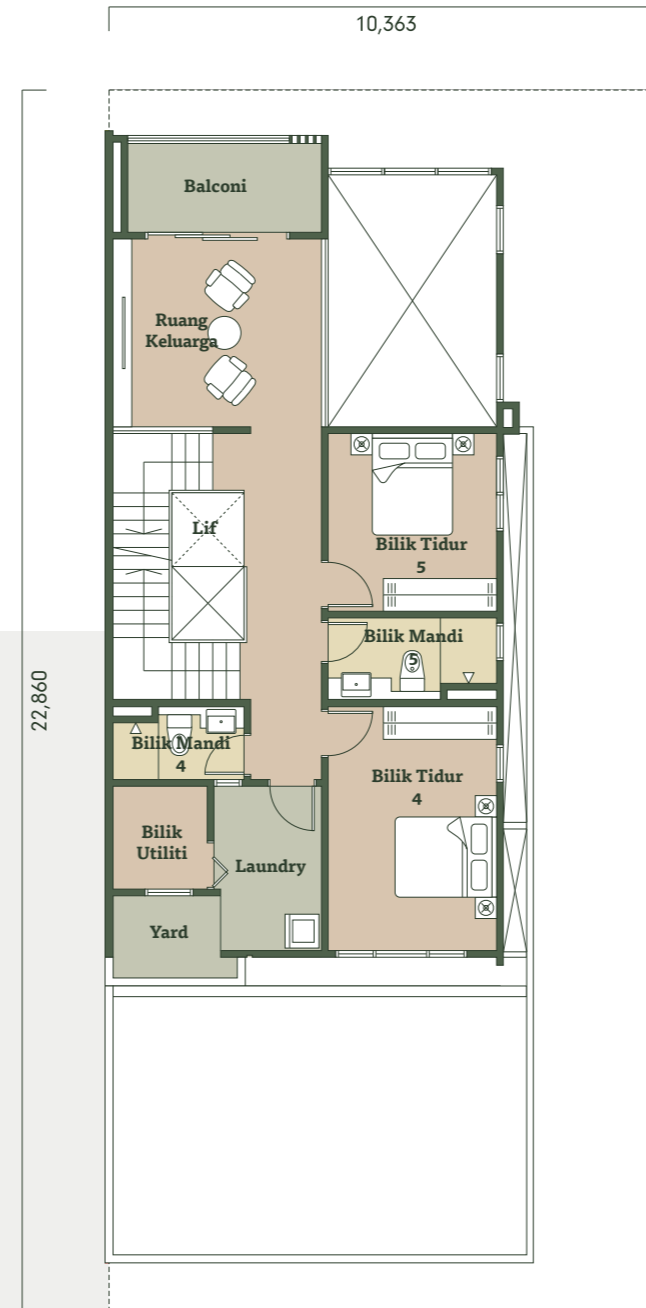 10,363
Balconi
Ruang
Keluarga
Lif
Bilik Tidur
5
Bilik Mandi
5
22,860
Bilik Mandi
4
Bilik Tidur
4
Bilik
Utiliti
Laundry
Yard